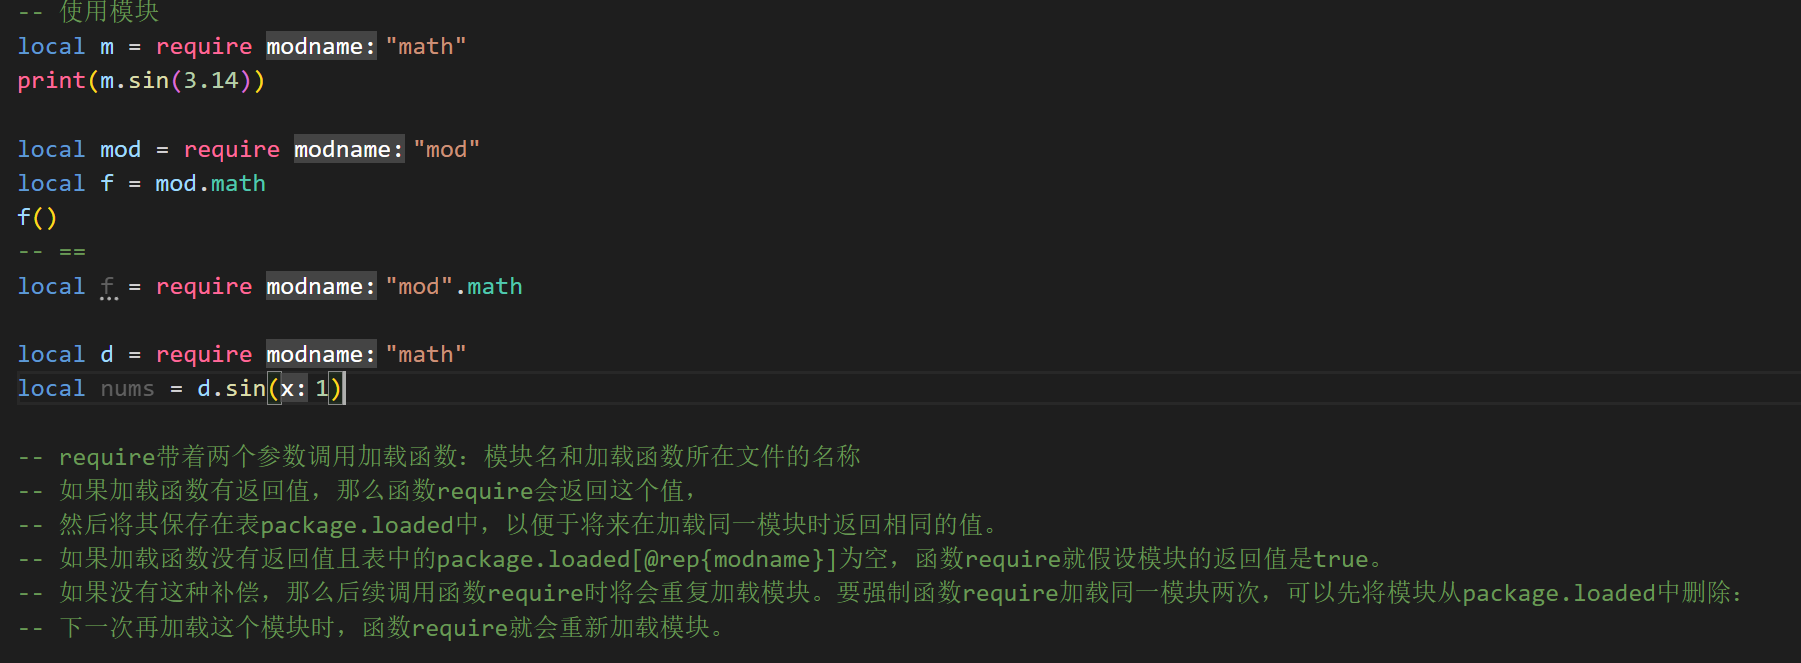 -- 使用模块
local m = require modname: "math"
print(m.sin(3.14))
local mod = require modname: "mod"
local f = mod.math
f()
-- ==
local f = require modname: "mod".math
local d = require modname: "math"
local nums = d.sin(x: 1)
-- require带着两个参数调用加载函数：模块名和加载函数所在文件的名称
-- 如果加载函数有返回值，那么函数require会返回这个值，
-- 然后将其保存在表package.loaded中，以便于将来在加载同一模块时返回相同的值。
-- 如果加载函数没有返回值且表中的package.loaded[@rep{modname}]为空，函数require就假设模块的返回值是true。
-- 如果没有这种补偿，那么后续调用函数require时将会重复加载模块。要强制函数require加载同一模块两次，可以先将模块从package.loaded中删除：
-- 下一次再加载这个模块时，函数require就会重新加载模块。